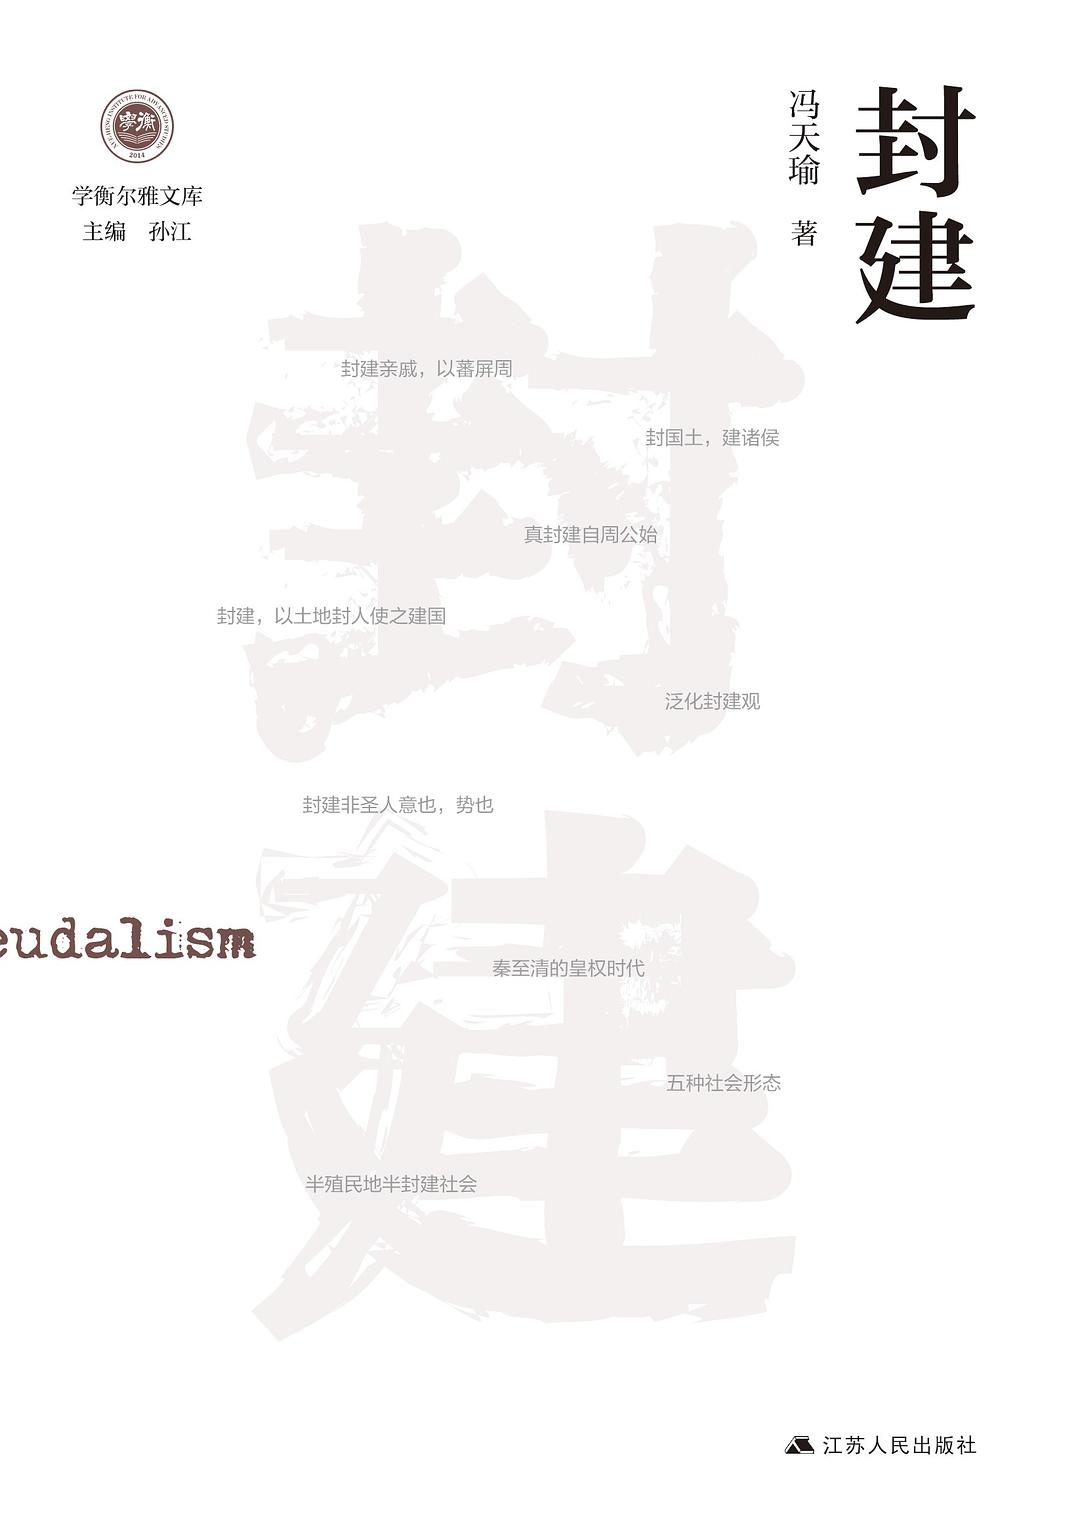 封建
冯天瑜 著
XUEHENG INSTITUTE FOR ADVANCED STUDIES
學衡
2014
学衡尔雅文库
主编 孙江
封建
封建亲戚，以蕃屏周
封国土，建诸侯
真封建自周公始
封建，以土地封人使之建国
泛化封建观
封建非圣人意也，势也
eudalism
秦至清的皇权时代
五种社会形态
半殖民地半封建社会
江苏人民出版社